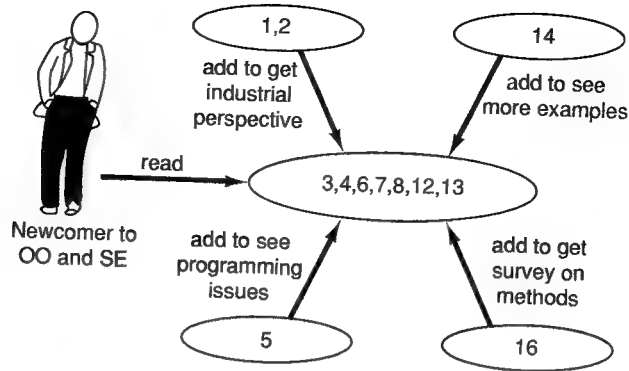 1,2
14
add to get
industrial
perspective
add to see
more examples
read
3,4,6,7,8,12,13
Newcomer to
OO and SE
add to see
programming
issues
add to get
survey on
methods
5
16